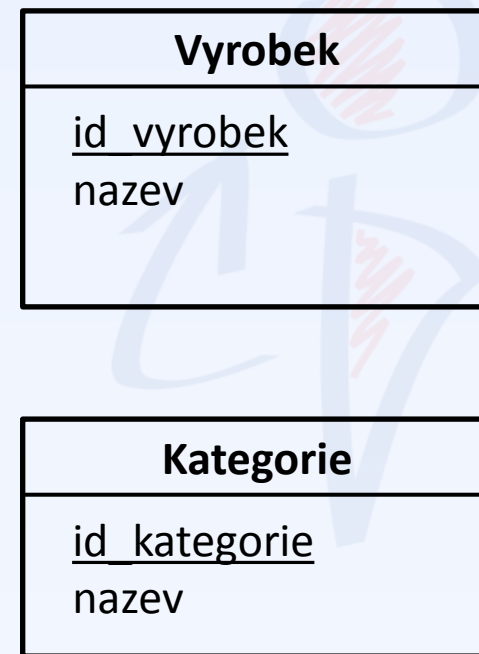 Vyrobek
id_vyrobek
nazev
Kategorie
id_kategorie
nazev